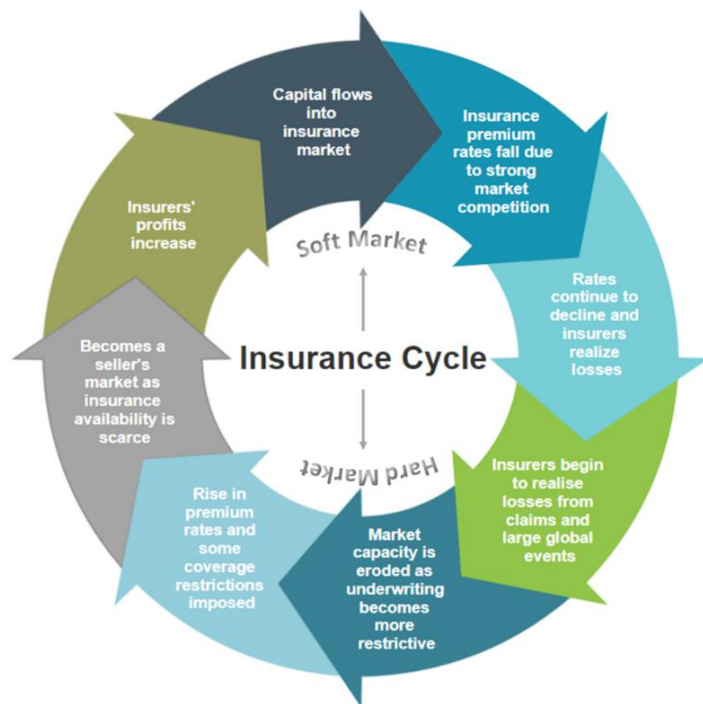 Capital flows
into
insurance
market
Insurance
premium
rates fall due
to strong
market
competition
Rates
continue to
decline and
insurers
realize
losses
Insurers begin
to realise
losses from
claims and
large global
events
Market
capacity is
eroded as
underwriting
becomes
more
restrictive
Rise in
premium
rates and
some
coverage
restrictions
imposed
Becomes a
seller's
market as
insurance
availability is
scarce
Insurers'
profits
increase
Soft Market
Insurance Cycle
Hard Market